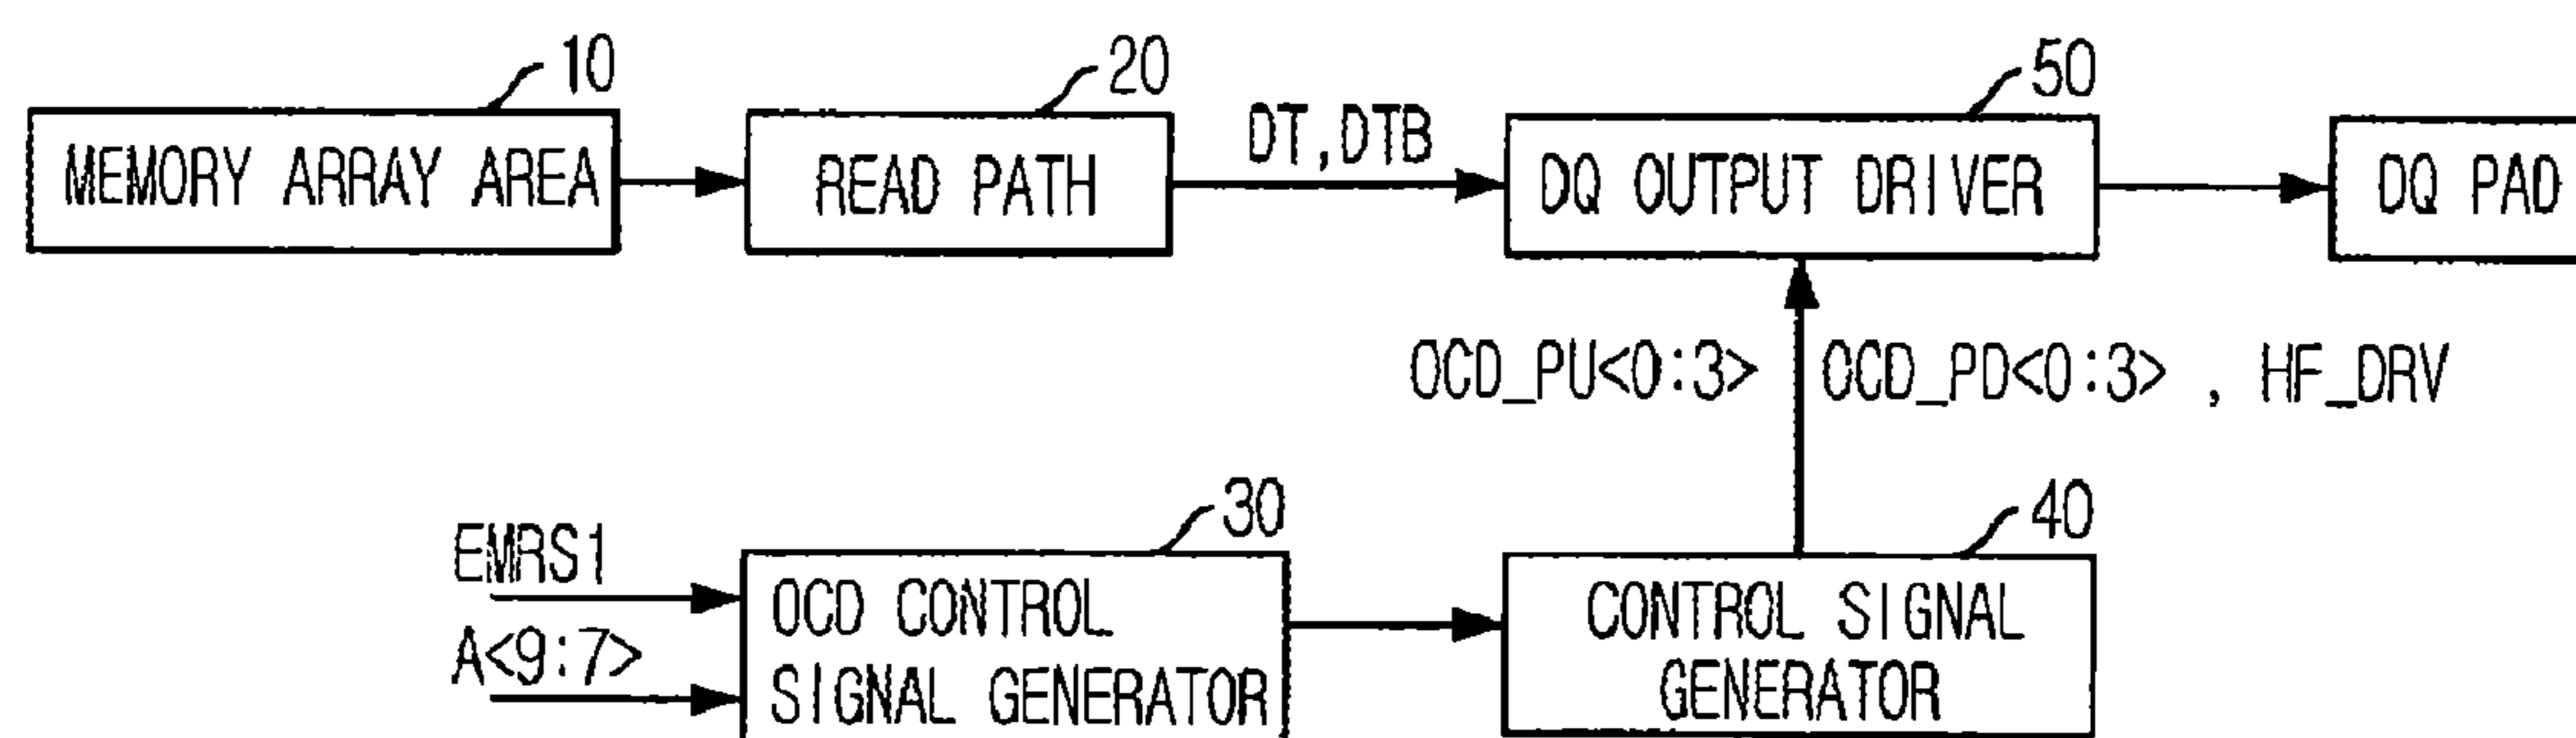 10
20
50
MEMORY ARRAY AREA
READ PATH
DT,DTB
DQ OUTPUT DRIVER
DQ PAD
OCD_PU<0:3>
OCD_PD<0:3> , HF_DRV
30
40
EMRS1
A<9:7>
OCD CONTROL
SIGNAL GENERATOR
CONTROL SIGNAL
GENERATOR